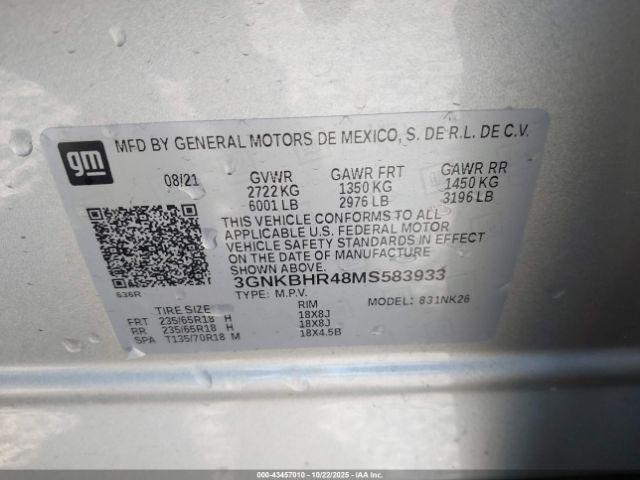 gm
MFD BY GENERAL MOTORS DE MEXICO, S. DE R.L. DE C.V.
08/21 GVWR GAWR FRT GAWR RR
2722 KG 1350 KG 1450 KG
6001 LB 2976 LB 3196 LB
THIS VEHICLE CONFORMS TO ALL
APPLICABLE U.S. FEDERAL MOTOR
VEHICLE SAFETY STANDARDS IN EFFECT
ON THE DATE OF MANUFACTURE
3GNKBHR48MS583933
636R TYPE: M.P.V. MODEL: 831NK26
TIRE SIZE RIM
FRT 235/65R18 H 18X8J
RR 235/65R18 H 18X8J
SPA T135/70R18 M 18X4.5B
000-43457010 | 10/22/2025 | COPYRIGHT IAA, LLC